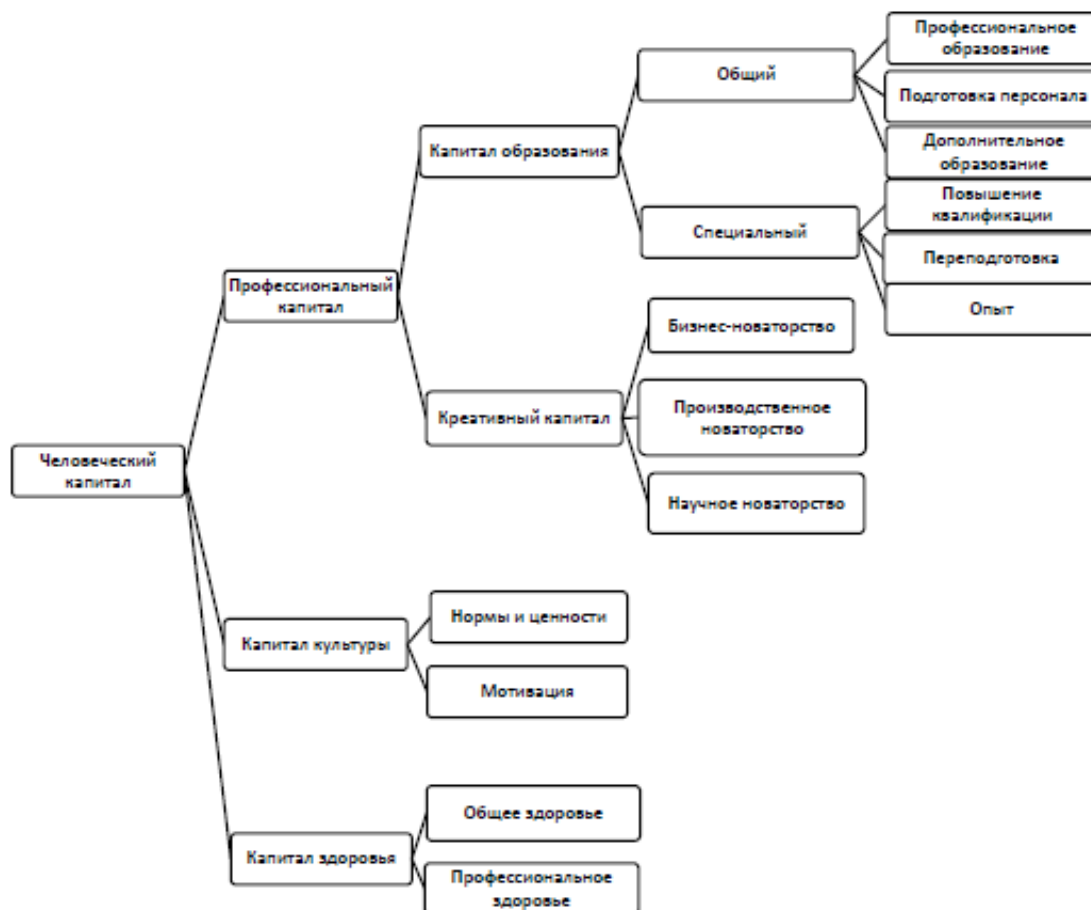 Профессиональное
образование
Общий
Подготовка персонала
Капитал образования
Дополнительное
образование
Повышение
квалификации
Специальный
Переподготовка
Профессиональный
капитал
Опыт
Бизнес-новаторство
Креативный капитал
Производственное
новаторство
Человеческий
капитал
Научное новаторство
Нормы и ценности
Капитал культуры
Мотивация
Общее здоровье
Капитал здоровья
Профессиональное
здоровье